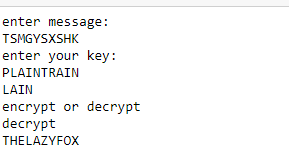 enter message:
TSMGYSXSHK
enter your key:
PLAINTRAIN
LAIN
encrypt or decrypt
decrypt
THELAZYFOX